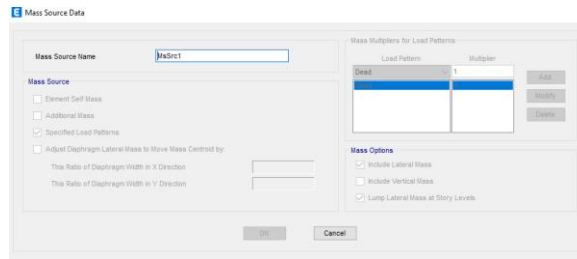 E Mass Source Data
Mass Source Name
MsSrc1
Mass Source
Element Self Mass
Additional Mass
Specified Load Patterns
Adjust Diaphragm Lateral Mass to Move Mass Centroid by:
This Ratio of Diaphragm Width in X Direction
This Ratio of Diaphragm Width in Y Direction
Mass Multipliers for Load Patterns
Load Pattern Multiplier
Dead 1
Add
Modify
Delete
Mass Options
Include Lateral Mass
Include Vertical Mass
Lump Lateral Mass at Story Levels
OK Cancel